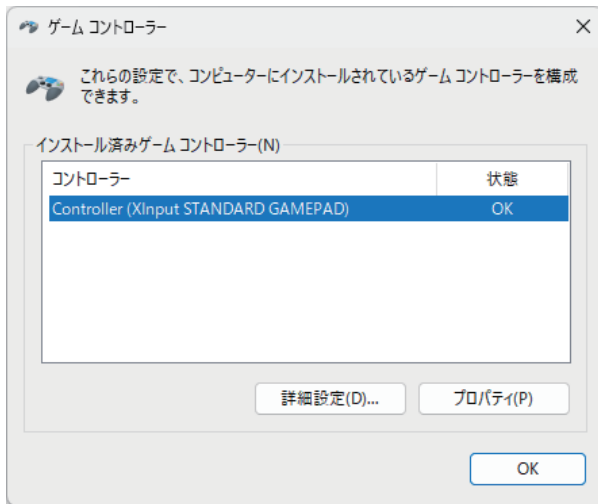 ゲーム コントローラー
これらの設定で、コンピューターにインストールされているゲーム コントローラーを構成
できます。
インストール済みゲーム コントローラー(N)
コントローラー 状態
Controller (XInput STANDARD GAMEPAD) OK
詳細設定(D)... プロパティ(P)
OK